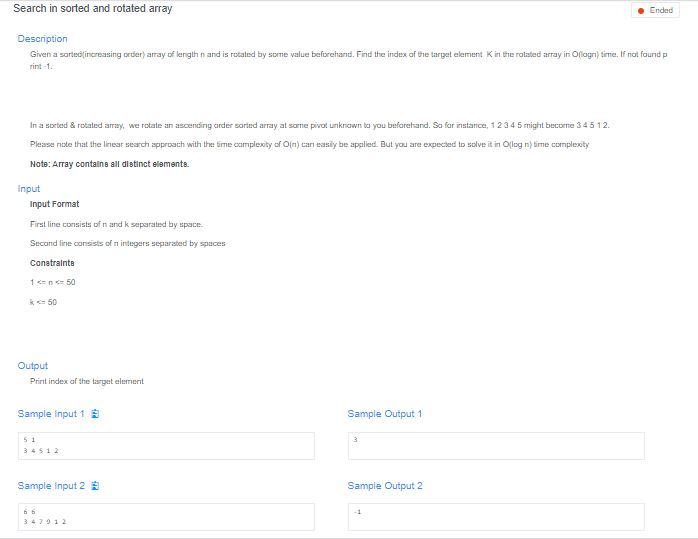 Search in sorted and rotated array
Ended
Description
Given a sorted(increasing order) array of length n and is rotated by some value beforehand. Find the index of the target element K in the rotated array in O(logn) time. If not found p
rint -1.
In a sorted & rotated array, we rotate an ascending order sorted array at some pivot unknown to you beforehand. So for instance, 1 2 3 4 5 might become 3 4 5 1 2.
Please note that the linear search approach with the time complexity of O(n) can easily be applied. But you are expected to solve it in O(log n) time complexity
Note: Array contains all distinct elements.
Input
Input Format
First line consists of n and k separated by space.
Second line consists of n integers separated by spaces
Constraints
1 <= n <= 50
k <= 50
Output
Print index of the target element
Sample Input 1
Sample Output 1
5 1
3 4 5 1 2
3
Sample Input 2
Sample Output 2
6 6
3 4 7 9 1 2
-1